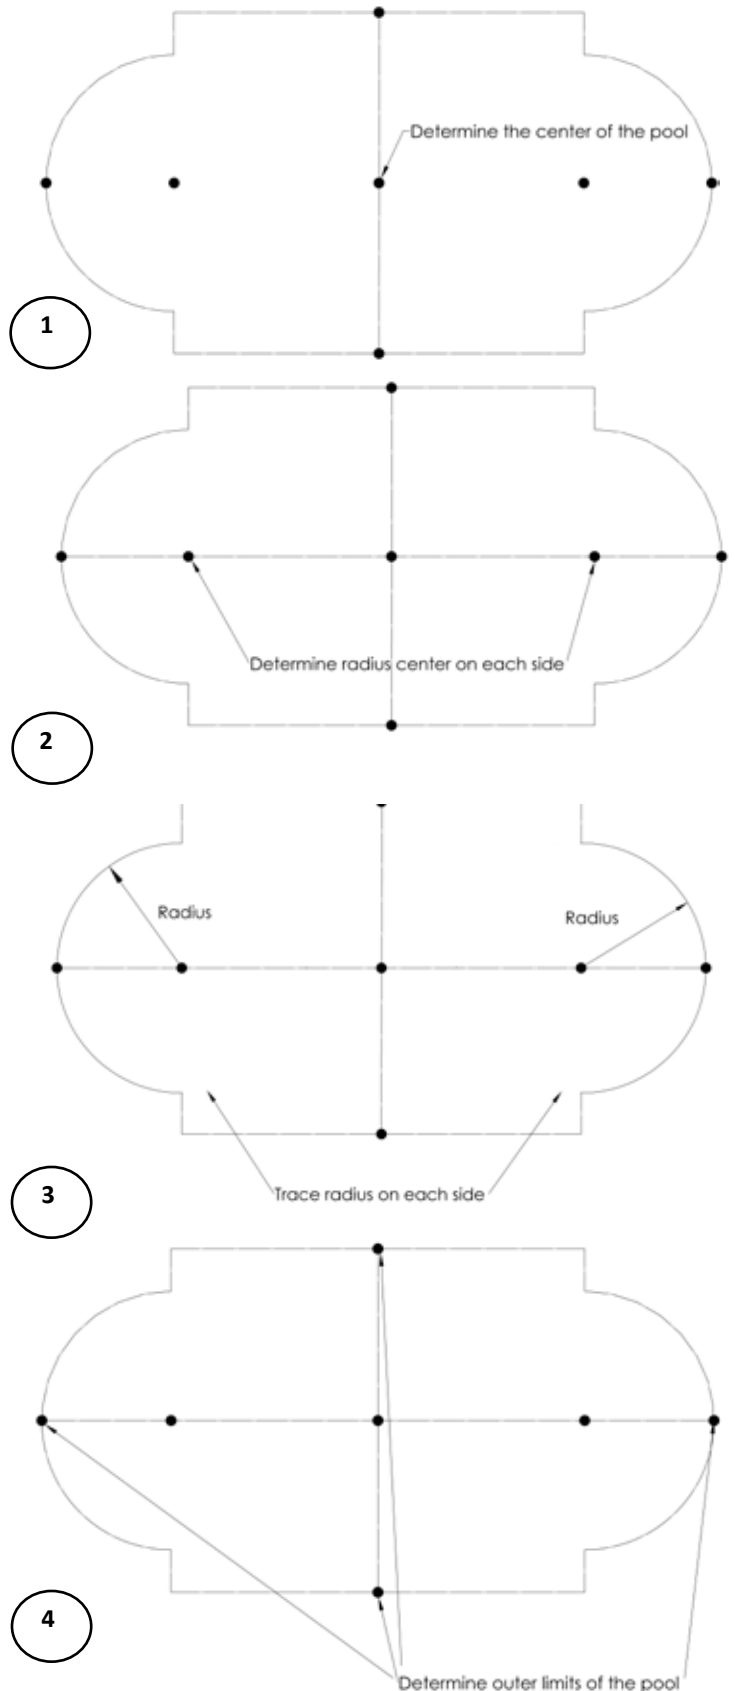 Determine the center of the pool
1
Determine radius center on each side
2
Radius
Radius
Trace radius on each side
3
4
Determine outer limits of the pool